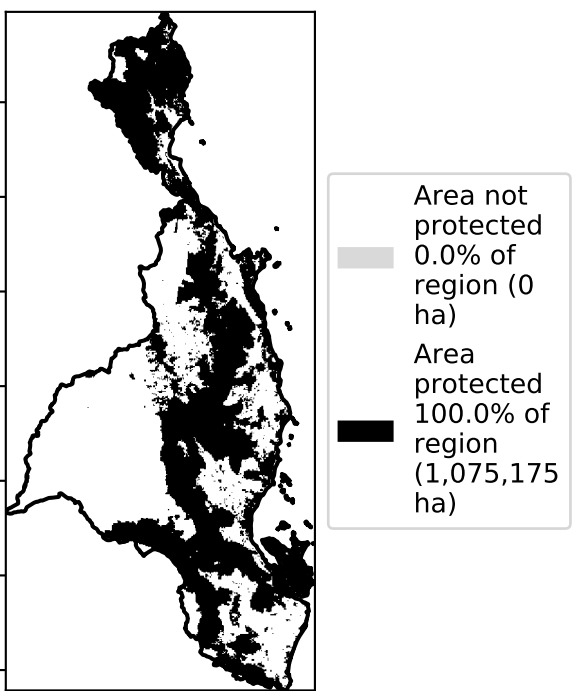 Area not
protected
0.0% of
region (0
ha)
Area
protected
100.0% of
region
(1,075,175
ha)